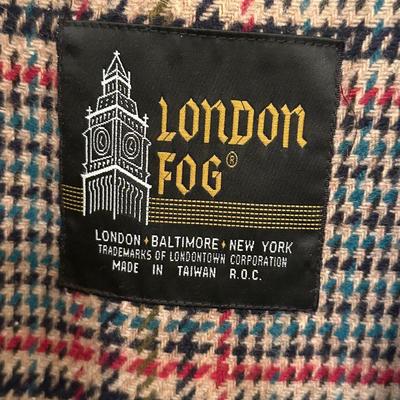 LONDON
FOG®
LONDON ♦ BALTIMORE ♦ NEW YORK
TRADEMARKS OF LONDONTOWN CORPORATION
MADE IN TAIWAN R.O.C.